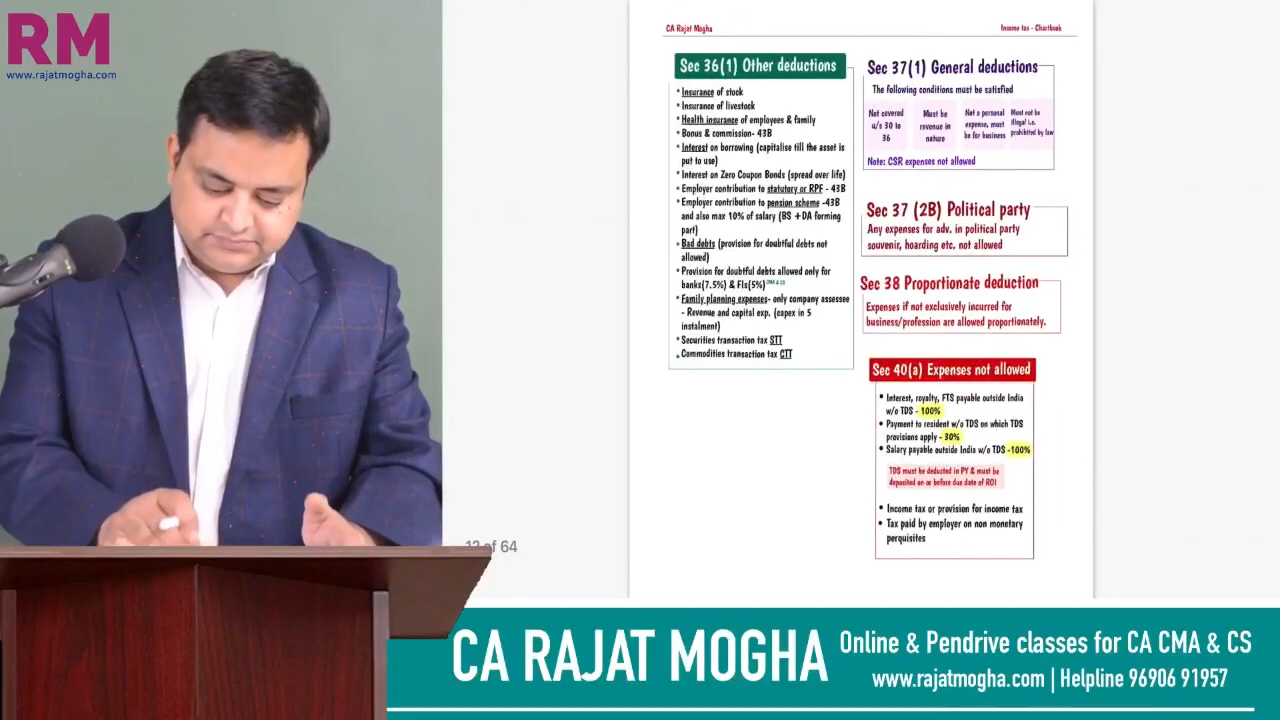 RM
www.rajatmogha.com
CA Rajat Mogha
Income tax - Chartbook
Sec 36(1) Other deductions
• Insurance of stock
• Insurance of livestock
• Health insurance of employees & family
• Bonus & commission- 43B
• Interest on borrowing (capitalise till the asset is
put to use)
• Interest on Zero Coupon Bonds (spread over life)
• Employer contribution to statutory or RPF - 43B
• Employer contribution to pension scheme -43B
and also max 10% of salary (BS +DA forming
part)
• Bad debts (provision for doubtful debts not
allowed)
• Provision for doubtful debts allowed only for
banks(7.5%) & FIs(5%) CMA & CS
• Family planning expenses- only company assessee
- Revenue and capital exp. (capex in 5
instalment)
• Securities transaction tax STT
• Commodities transaction tax CTT
Sec 37(1) General deductions
The following conditions must be satisfied
Not covered
u/s 30 to
36
Must be
revenue in
nature
Not a personal
expense, must
be for business
Must not be
illegal i.e.
prohibited by law
Note: CSR expenses not allowed
Sec 37 (2B) Political party
Any expenses for adv. in political party
souvenir, hoarding etc. not allowed
Sec 38 Proportionate deduction
Expenses if not exclusively incurred for
business/profession are allowed proportionately.
Sec 40(a) Expenses not allowed
• Interest, royalty, FTS payable outside India
w/o TDS - 100%
• Payment to resident w/o TDS on which TDS
provisions apply - 30%
• Salary payable outside India w/o TDS -100%
TDS must be deducted in PY & must be
deposited on or before due date of ROI
• Income tax or provision for income tax
• Tax paid by employer on non monetary
perquisites
of 64
CA RAJAT MOGHA
Online & Pendrive classes for CA CMA & CS
www.rajatmogha.com | Helpline 96906 91957